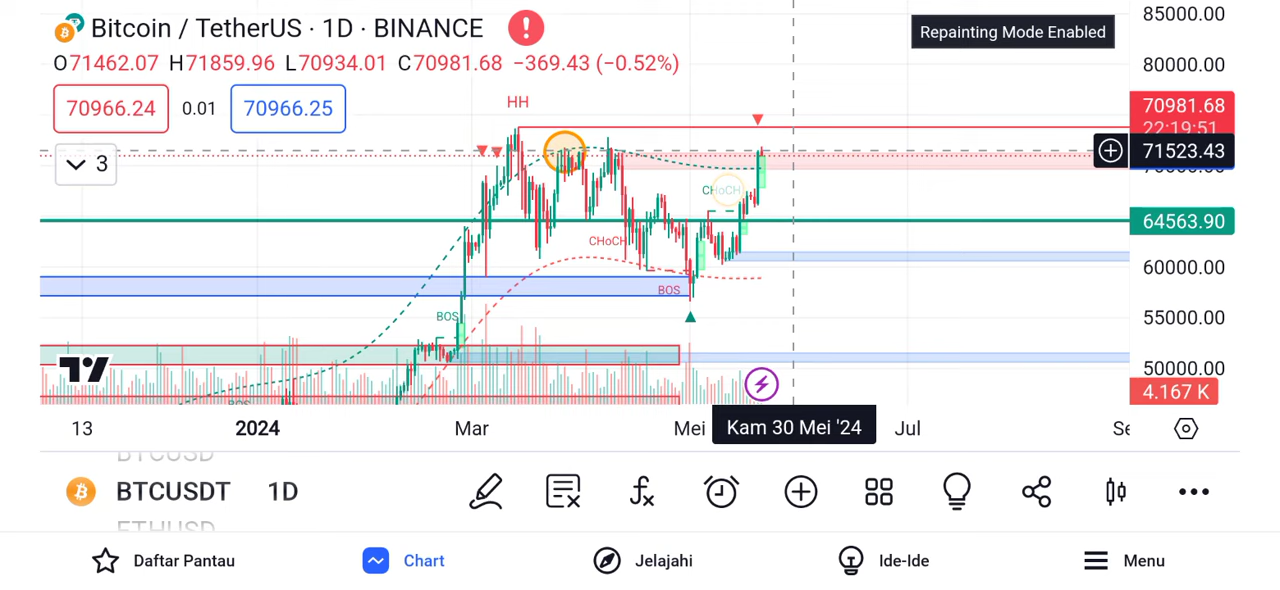 Bitcoin / TetherUS · 1D · BINANCE
Repainting Mode Enabled
O71462.07 H71859.96 L70934.01 C70981.68 −369.43 (−0.52%)
70966.24 0.01 70966.25
3
85000.00
80000.00
70981.68
22:19:51
71523.43
70000.00
64563.90
60000.00
55000.00
50000.00
4.167 K
HH
CHoCH
CHoCH
BOS
BOS
BOS
13 2024 Mar Mei Kam 30 Mei '24 Jul Se
BTCUSD
BTCUSDT 1D
ETHUSD
Daftar Pantau Chart Jelajahi Ide-Ide Menu